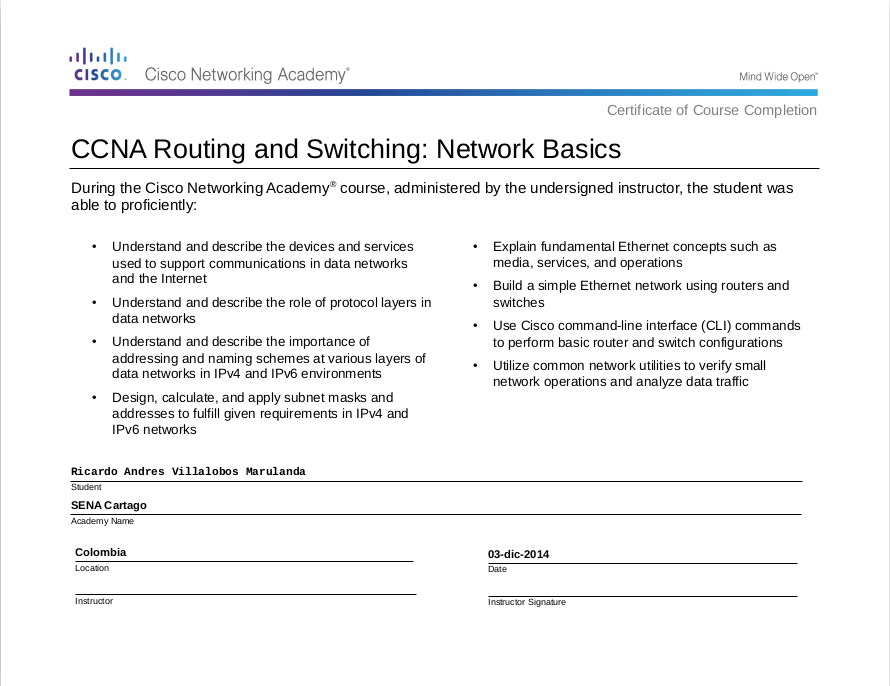 CISCO.
Cisco Networking Academy®
Mind Wide Open™
Certificate of Course Completion
CCNA Routing and Switching: Network Basics
During the Cisco Networking Academy® course, administered by the undersigned instructor, the student was
able to proficiently:
• Understand and describe the devices and services
used to support communications in data networks
and the Internet
• Understand and describe the role of protocol layers in
data networks
• Understand and describe the importance of
addressing and naming schemes at various layers of
data networks in IPv4 and IPv6 environments
• Design, calculate, and apply subnet masks and
addresses to fulfill given requirements in IPv4 and
IPv6 networks
• Explain fundamental Ethernet concepts such as
media, services, and operations
• Build a simple Ethernet network using routers and
switches
• Use Cisco command-line interface (CLI) commands
to perform basic router and switch configurations
• Utilize common network utilities to verify small
network operations and analyze data traffic
Ricardo Andres Villalobos Marulanda
Student
SENA Cartago
Academy Name
Colombia
Location
03-dic-2014
Date
Instructor
Instructor Signature